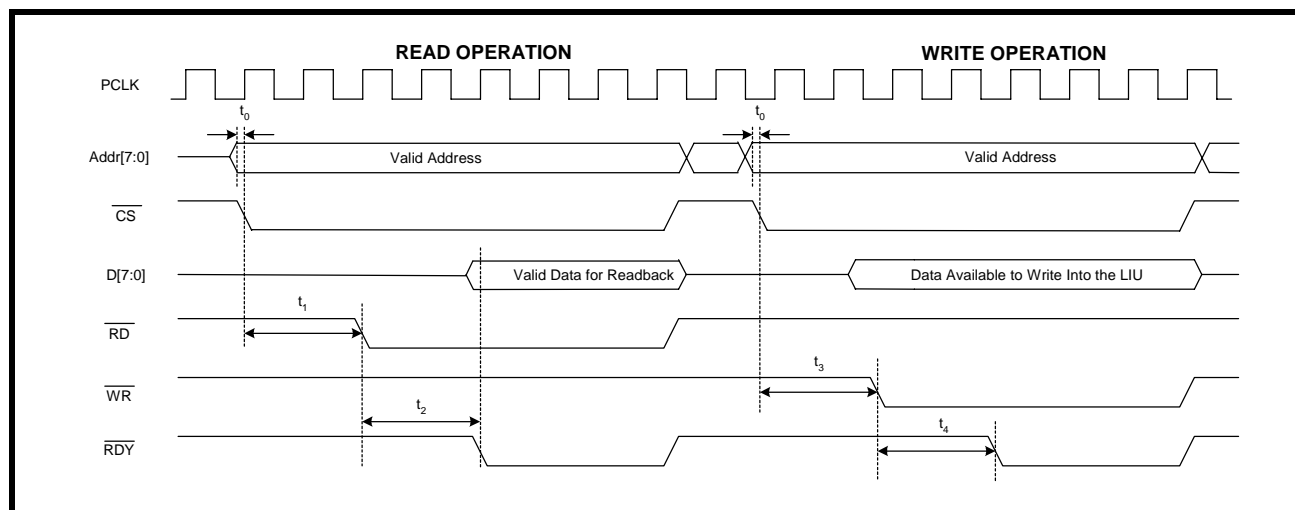 READ OPERATION WRITE OPERATION
PCLK
t0 t0
Addr[7:0] Valid Address Valid Address
CS
D[7:0] Valid Data for Readback Data Available to Write Into the LIU
t1
RD
t3
WR
t2 t4
RDY